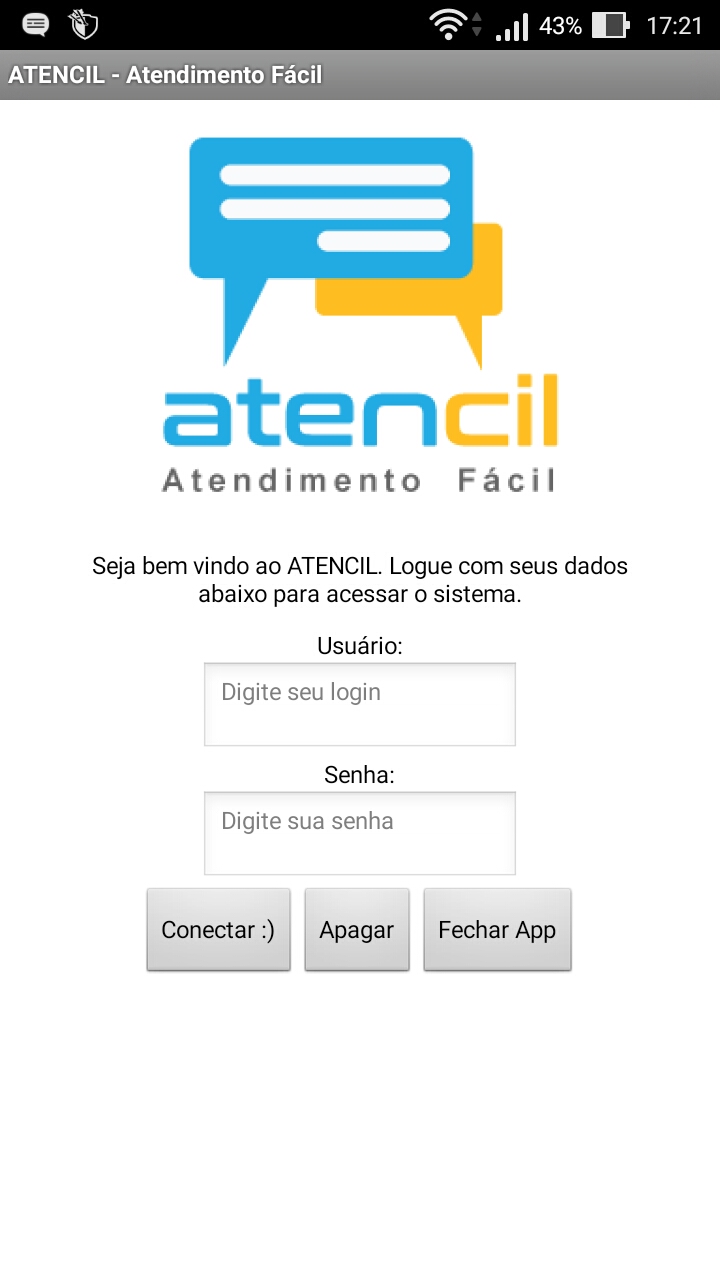 43% 17:21
ATENCIL - Atendimento Fácil
atencil
Atendimento Fácil
Seja bem vindo ao ATENCIL. Logue com seus dados
abaixo para acessar o sistema.
Usuário:
Digite seu login
Senha:
Digite sua senha
Conectar :) Apagar Fechar App